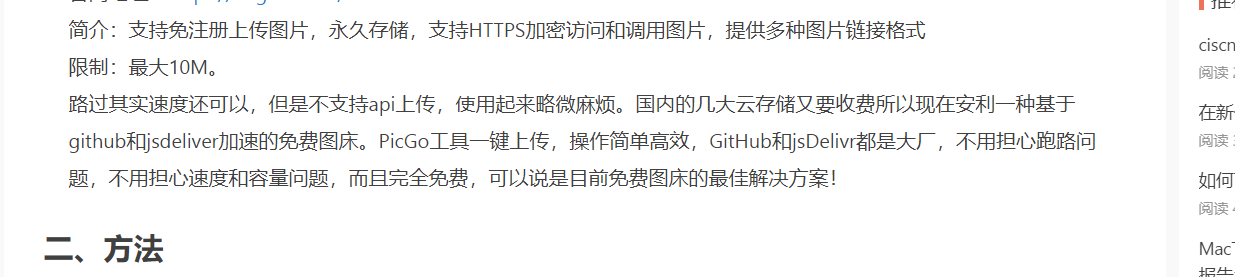 简介：支持免注册上传图片，永久存储，支持HTTPS加密访问和调用图片，提供多种图片链接格式
限制：最大10M。
路过其实速度还可以，但是不支持api上传，使用起来略微麻烦。国内的几大云存储又要收费所以现在安利一种基于
github和jsdeliver加速的免费图床。PicGo工具一键上传，操作简单高效，GitHub和jsDelivr都是大厂，不用担心跑路问
题，不用担心速度和容量问题，而且完全免费，可以说是目前免费图床的最佳解决方案！
二、方法
ciscn
阅读
在新
阅读
如何
阅读
Mac
报告